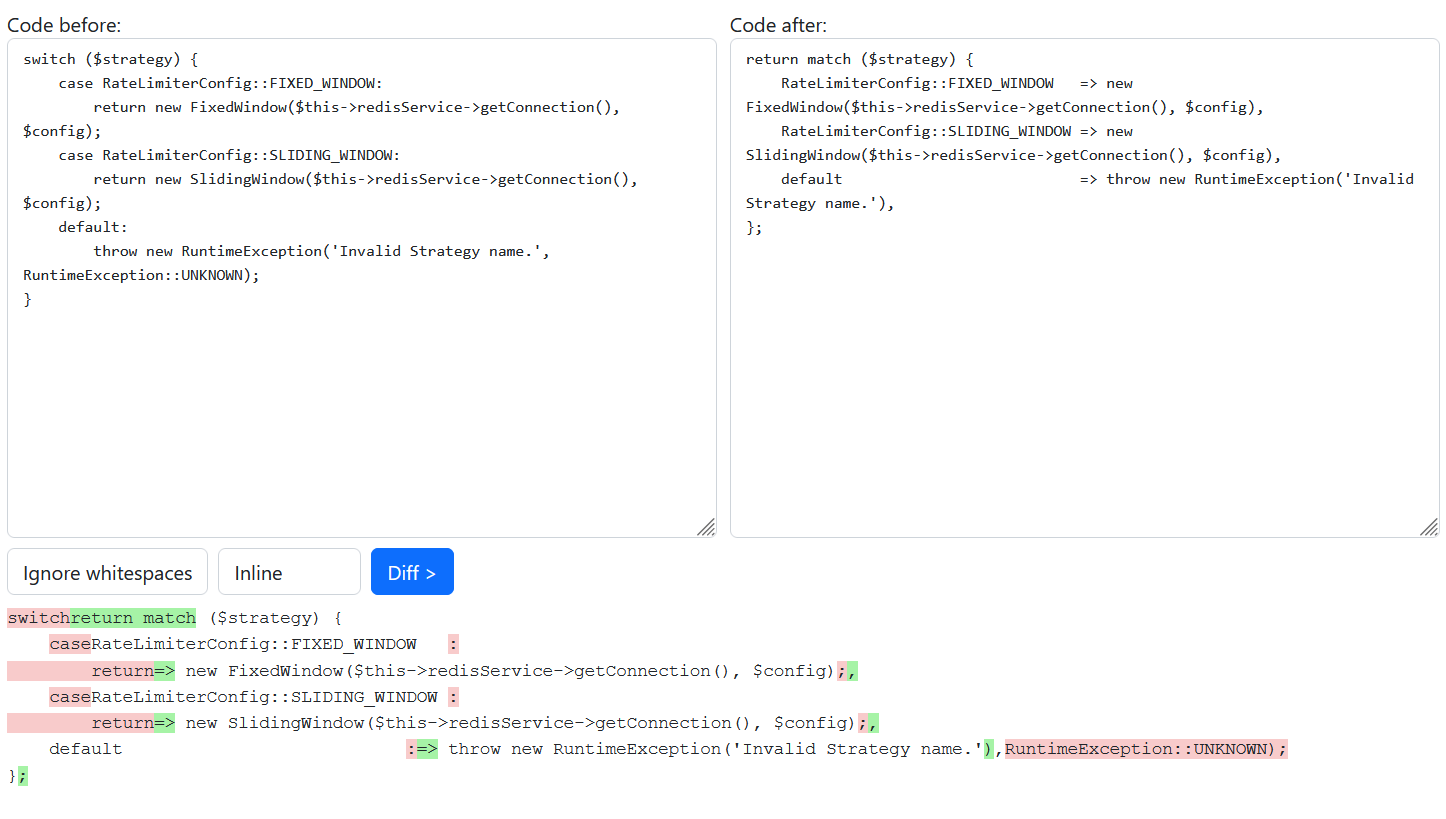 Code before:
switch ($strategy) {
    case RateLimiterConfig::FIXED_WINDOW:
        return new FixedWindow($this->redisService->getConnection(),
$config);
    case RateLimiterConfig::SLIDING_WINDOW:
        return new SlidingWindow($this->redisService->getConnection(),
$config);
    default:
        throw new RuntimeException('Invalid Strategy name.',
RuntimeException::UNKNOWN);
}
Code after:
return match ($strategy) {
    RateLimiterConfig::FIXED_WINDOW   => new
FixedWindow($this->redisService->getConnection(), $config),
    RateLimiterConfig::SLIDING_WINDOW => new
SlidingWindow($this->redisService->getConnection(), $config),
    default                           => throw new RuntimeException('Invalid
Strategy name.'),
};
Ignore whitespaces
Inline
Diff >
switchreturn match ($strategy) {
    caseRateLimiterConfig::FIXED_WINDOW   :
        return=> new FixedWindow($this->redisService->getConnection(), $config);,
    caseRateLimiterConfig::SLIDING_WINDOW :
        return=> new SlidingWindow($this->redisService->getConnection(), $config);,
    default                           :=> throw new RuntimeException('Invalid Strategy name.'),RuntimeException::UNKNOWN);
};